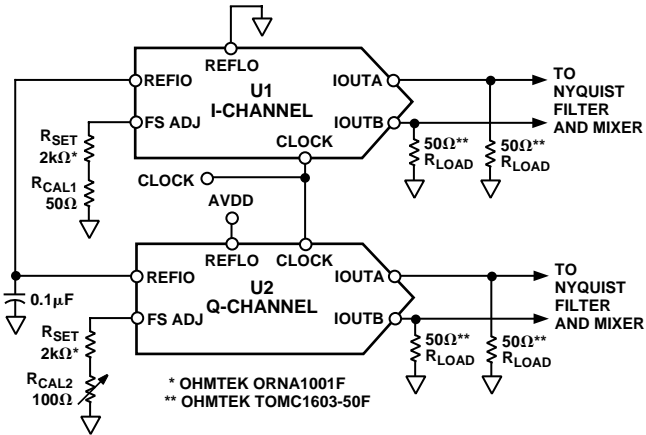 REFIO
REFLO
FS ADJ
U1
I-CHANNEL
IOUTA
IOUTB
CLOCK
RSET
2kΩ*
RCAL1
50Ω
50Ω**
RLOAD
50Ω**
RLOAD
TO
NYQUIST
FILTER
AND MIXER
CLOCK
AVDD
REFIO
REFLO
CLOCK
FS ADJ
U2
Q-CHANNEL
IOUTA
IOUTB
0.1μF
RSET
2kΩ*
RCAL2
100Ω
50Ω**
RLOAD
50Ω**
RLOAD
TO
NYQUIST
FILTER
AND MIXER
* OHMTEK ORNA1001F
** OHMTEK TOMC1603-50F